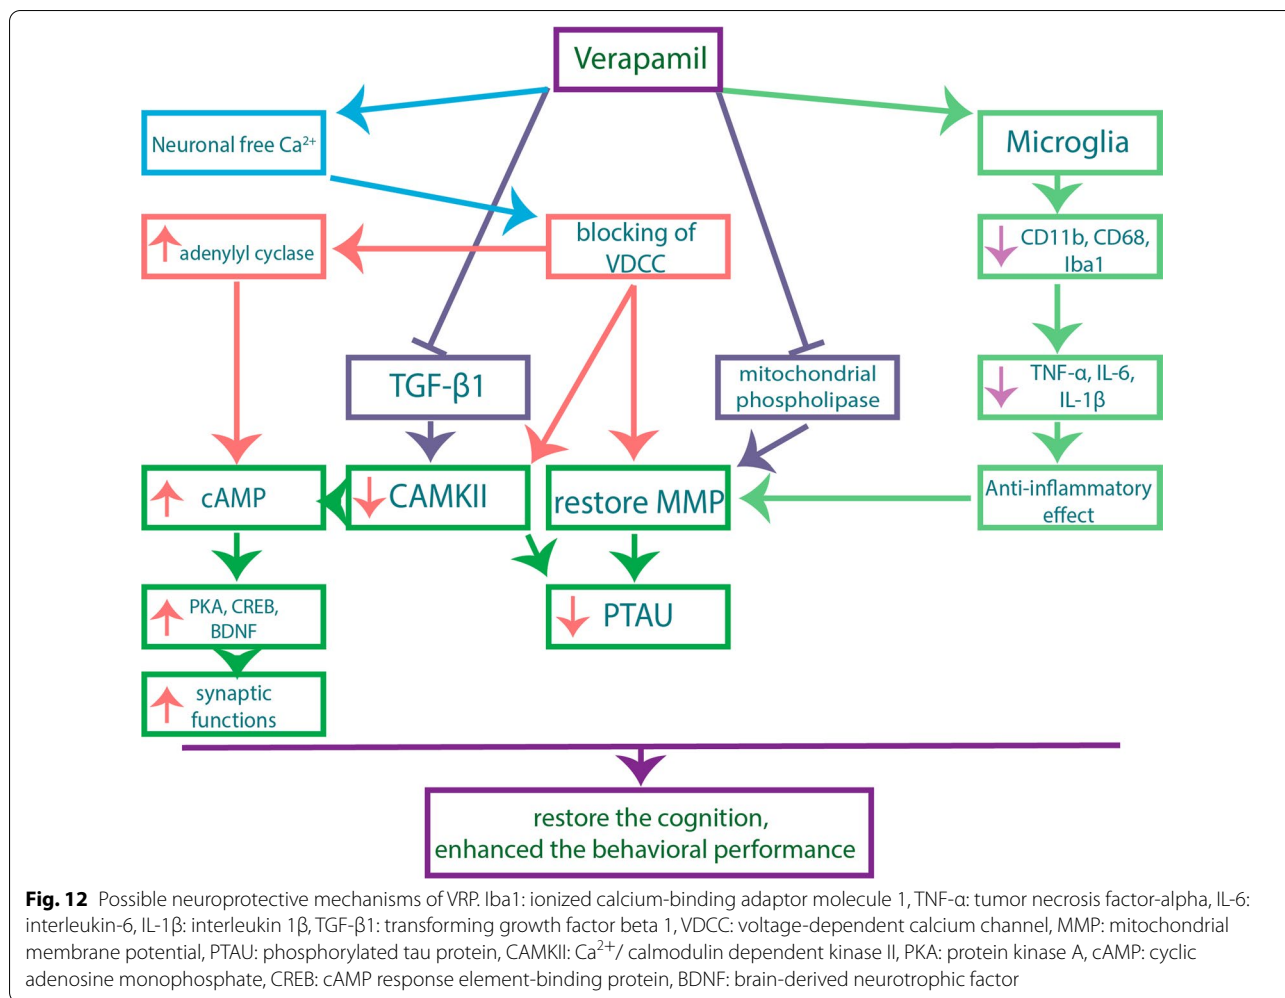 Verapamil
Neuronal free Ca²⁺
Microglia
adenylyl cyclase
blocking of
VDCC
CD11b, CD68,
Iba1
TGF-β1
mitochondrial
phospholipase
TNF-α, IL-6,
IL-1β
cAMP
CAMKII
restore MMP
Anti-inflammatory
effect
PKA, CREB,
BDNF
PTAU
synaptic
functions
restore the cognition,
enhanced the behavioral performance
Fig. 12 Possible neuroprotective mechanisms of VRP. Iba1: ionized calcium-binding adaptor molecule 1, TNF-α: tumor necrosis factor-alpha, IL-6:
interleukin-6, IL-1β: interleukin 1β, TGF-β1: transforming growth factor beta 1, VDCC: voltage-dependent calcium channel, MMP: mitochondrial
membrane potential, PTAU: phosphorylated tau protein, CAMKII: Ca²⁺/ calmodulin dependent kinase II, PKA: protein kinase A, cAMP: cyclic
adenosine monophosphate, CREB: cAMP response element-binding protein, BDNF: brain-derived neurotrophic factor